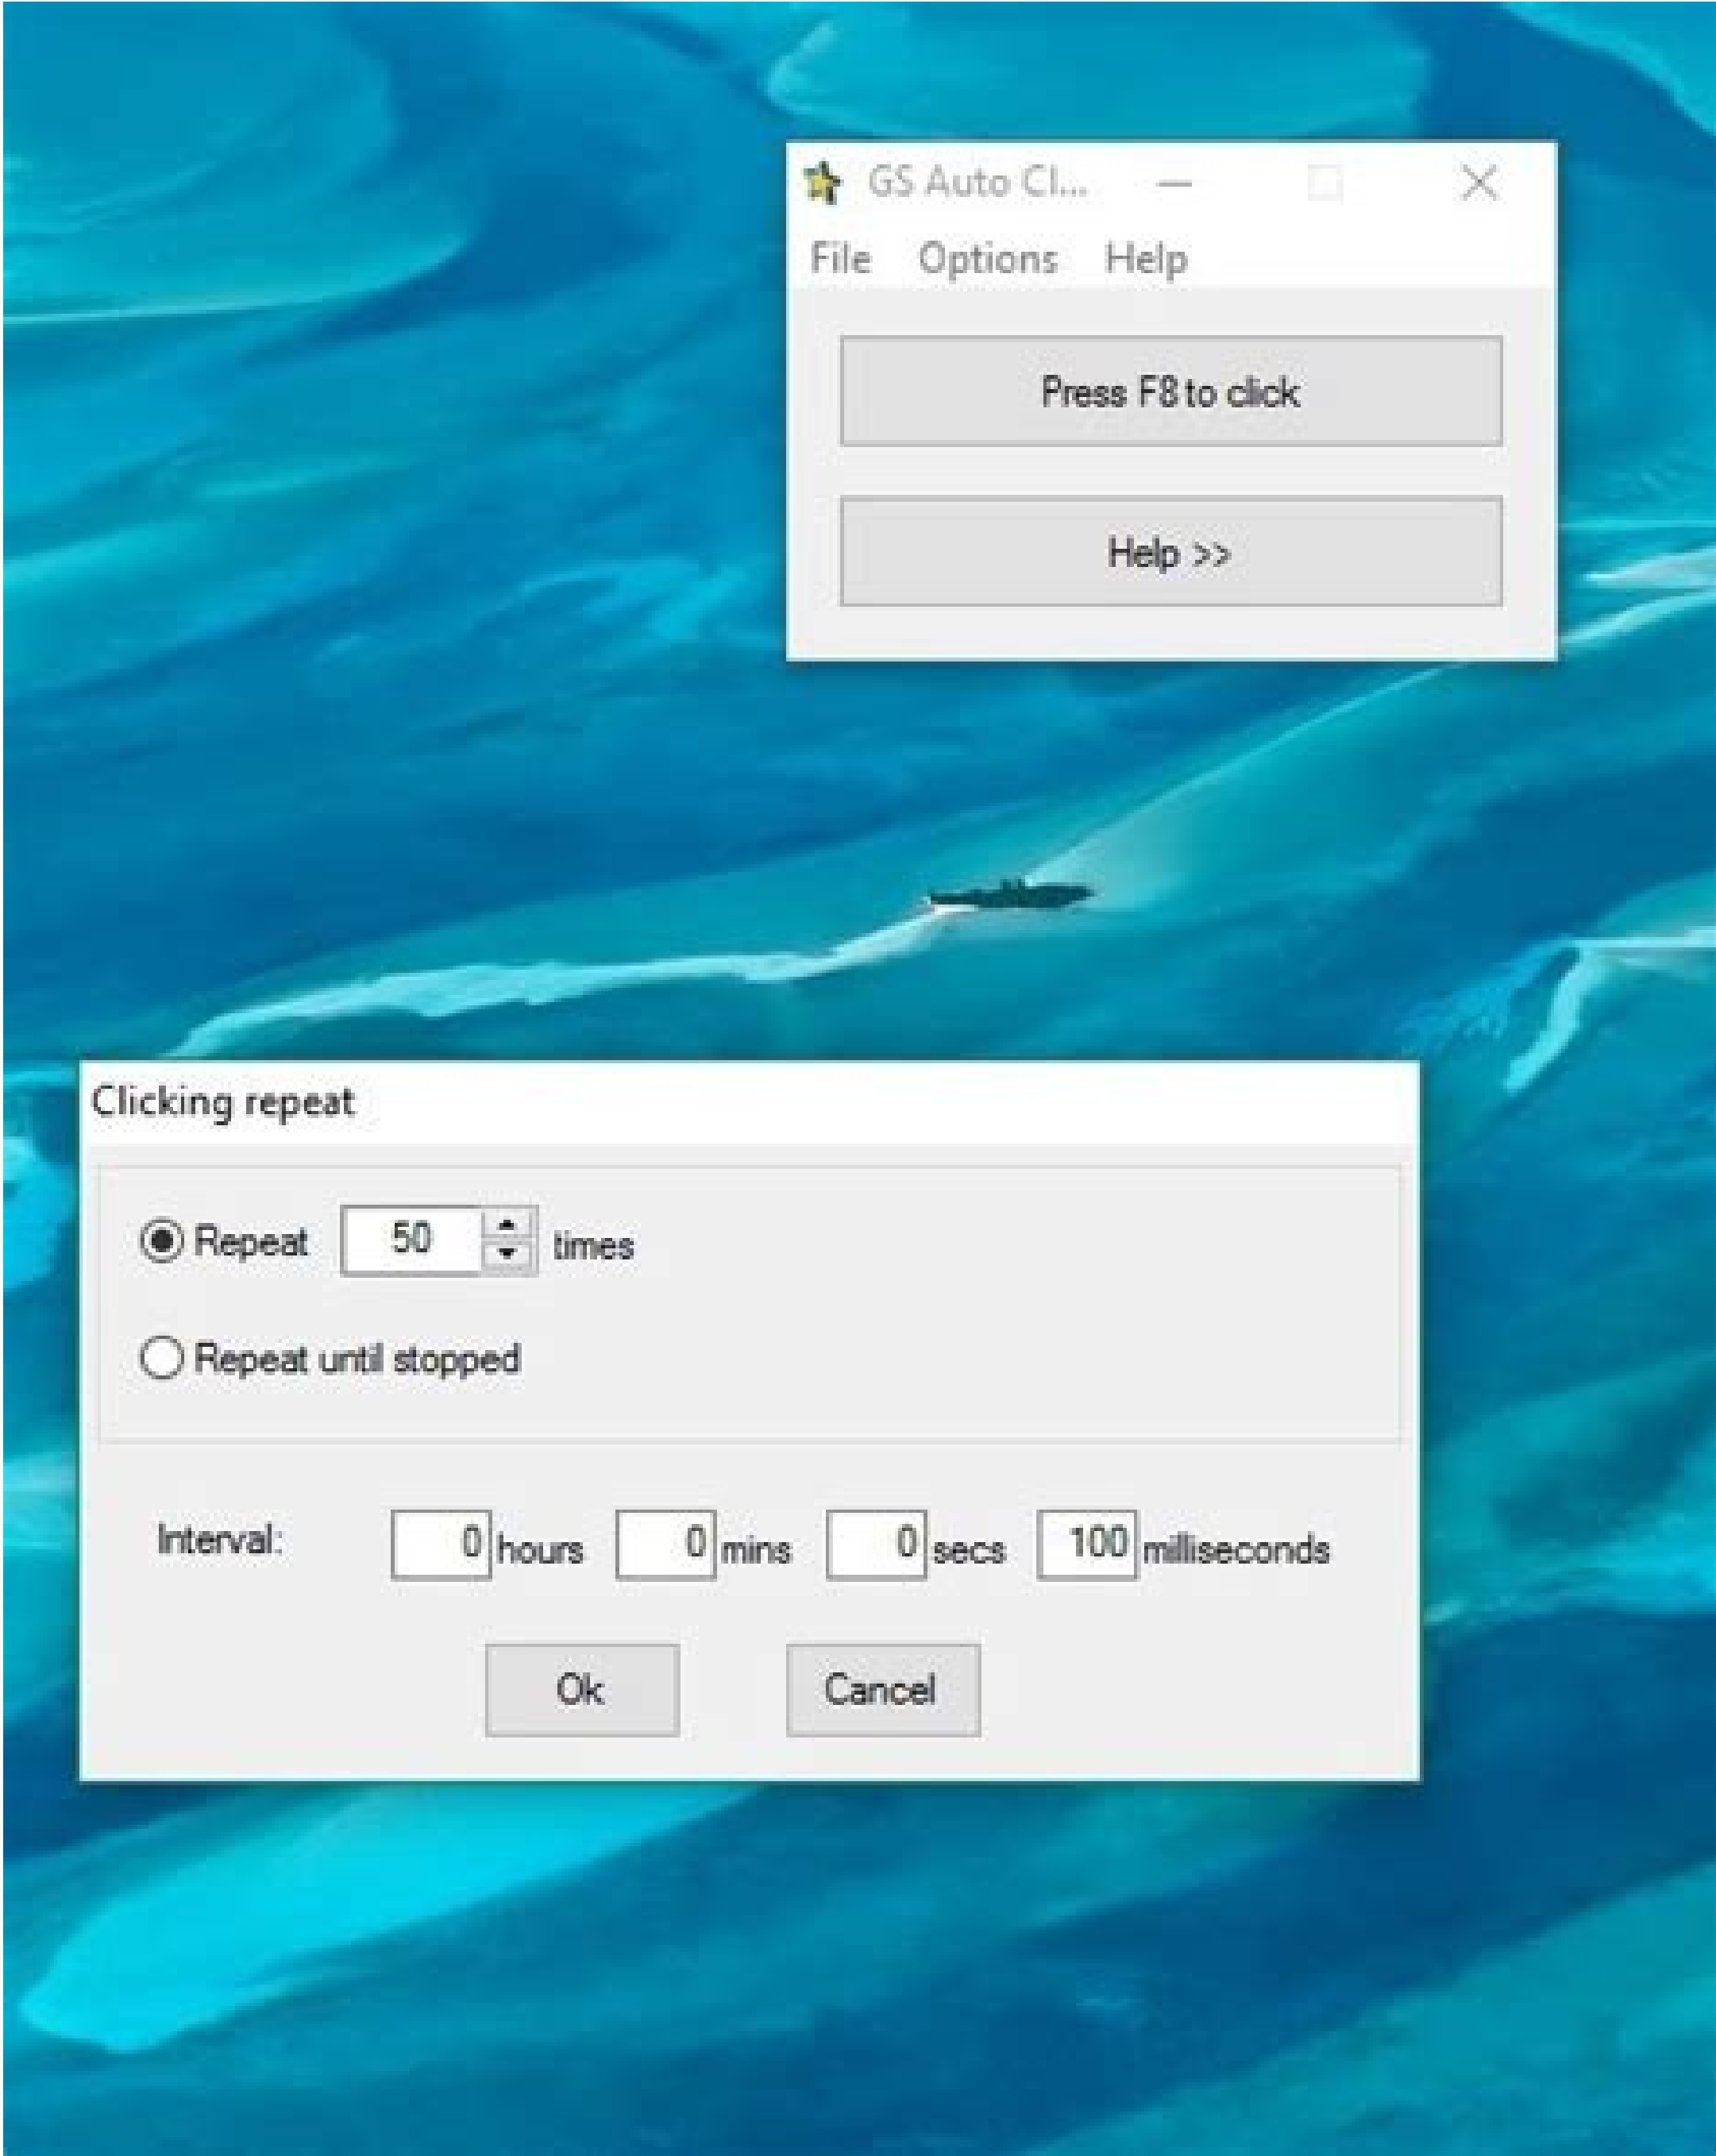 GS Auto Cl...
File Options Help
Press F8 to click
Help >>
Clicking repeat
Repeat 50 times
Repeat until stopped
Interval: 0 hours 0 mins 0 secs 100 milliseconds
Ok Cancel